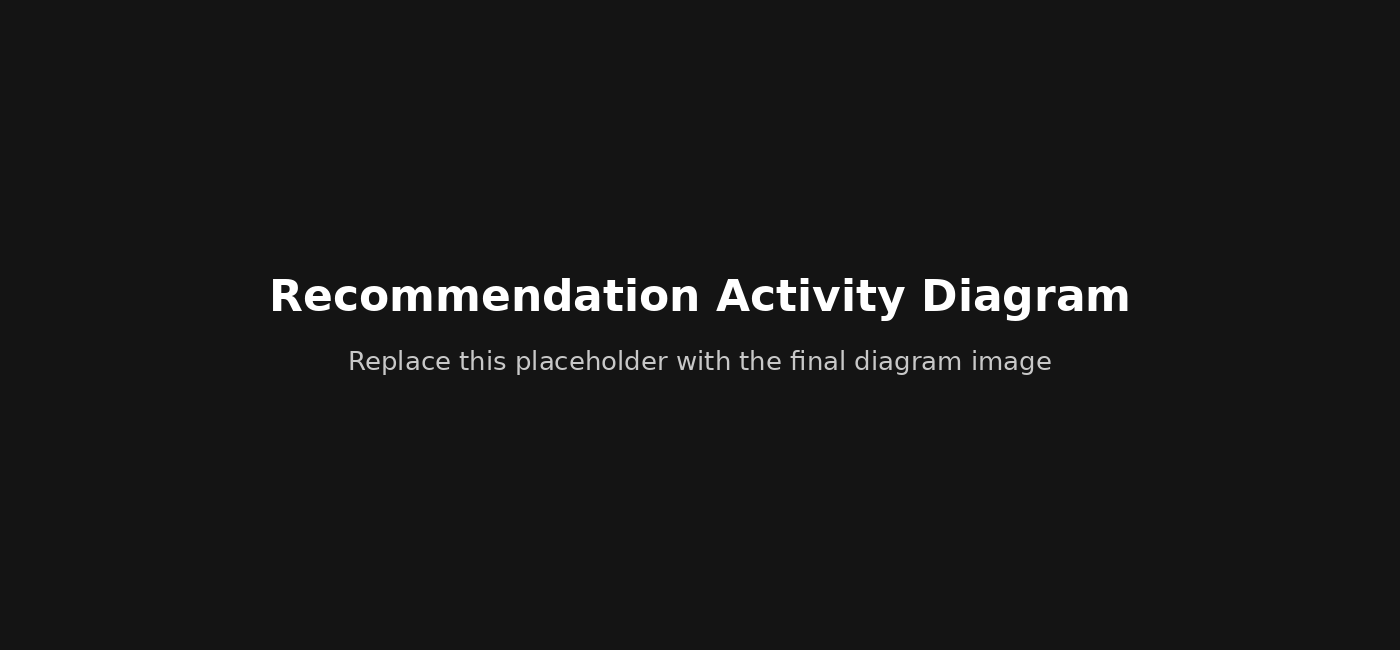 Recommendation Activity Diagram
Replace this placeholder with the final diagram image